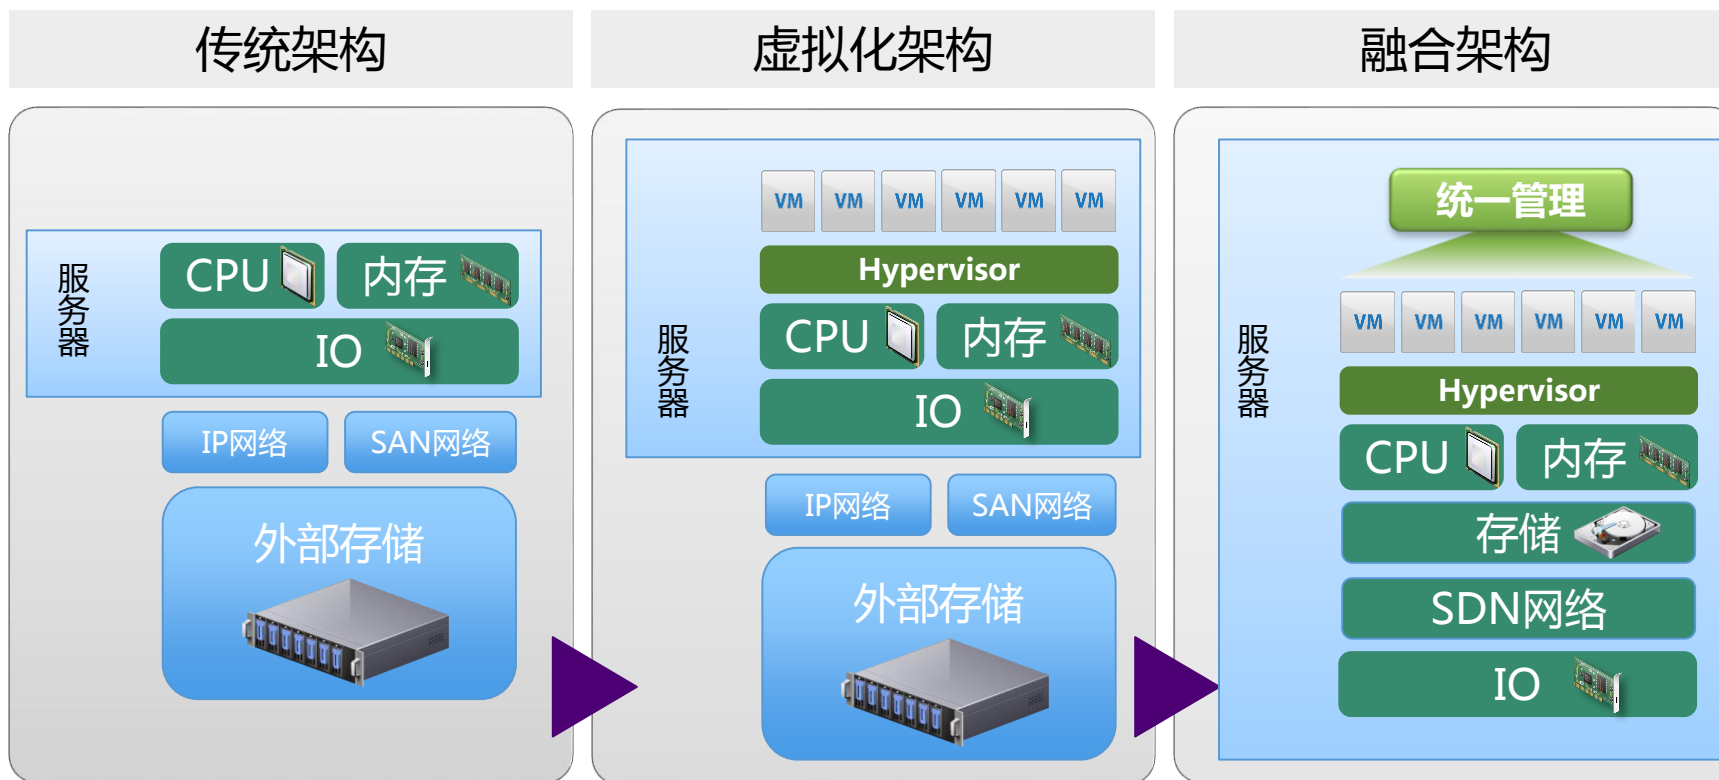 传统架构
服务器
CPU
内存
IO
IP网络
SAN网络
外部存储
虚拟化架构
服务器
VM VM VM VM VM VM
Hypervisor
CPU
内存
IO
IP网络
SAN网络
外部存储
融合架构
服务器
统一管理
VM VM VM VM VM VM
Hypervisor
CPU
内存
存储
SDN网络
IO